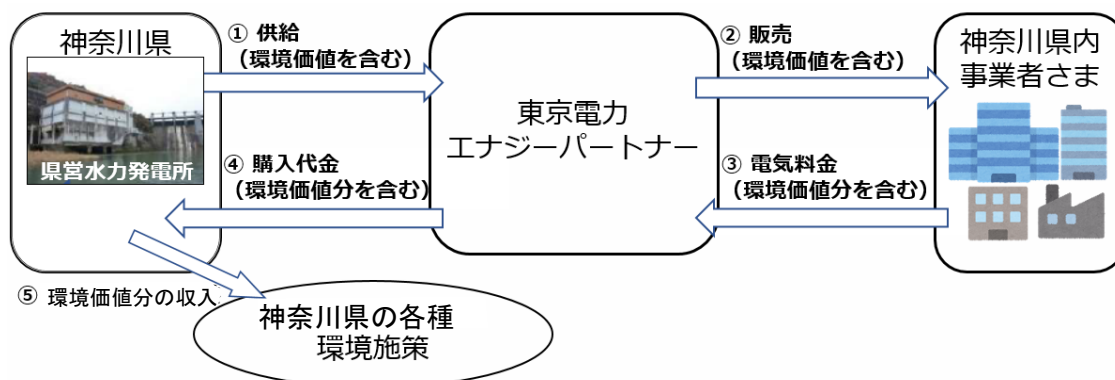 神奈川県
県営水力発電所
① 供給
（環境価値を含む）
東京電力
エナジーパートナー
② 販売
（環境価値を含む）
神奈川県内
事業者さま
③ 電気料金
（環境価値分を含む）
④ 購入代金
（環境価値分を含む）
⑤ 環境価値分の収入
神奈川県の各種
環境施策